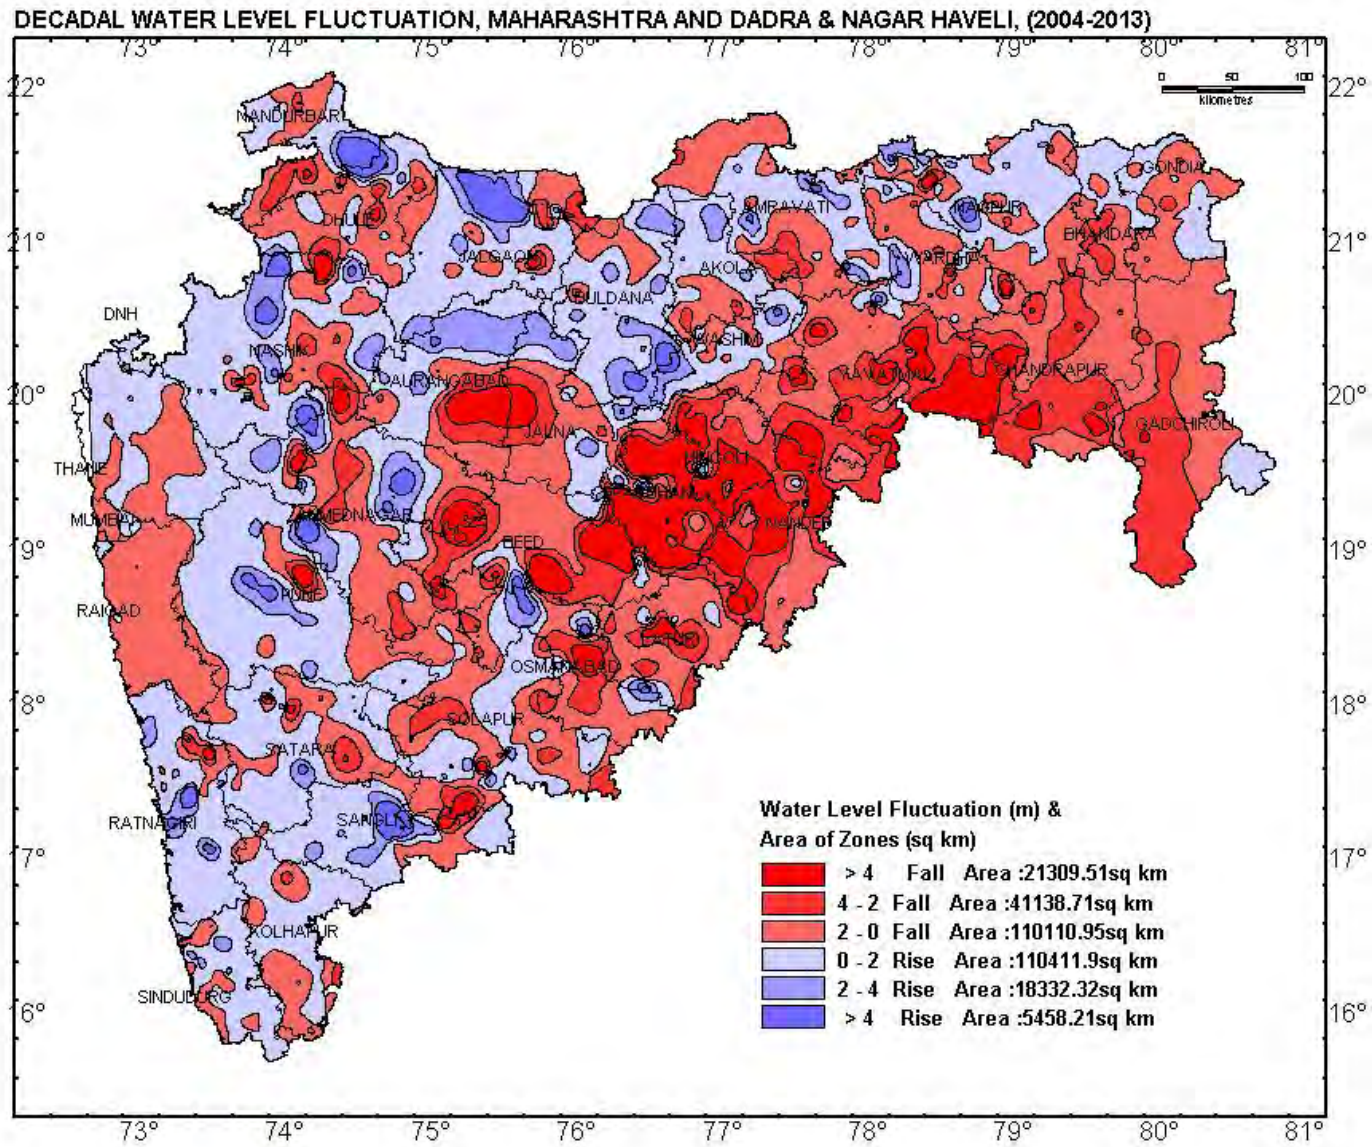 DECADAL WATER LEVEL FLUCTUATION, MAHARASHTRA AND DADRA & NAGAR HAVELI, (2004-2013)
73° 74° 75° 76° 77° 78° 79° 80° 81°
0 50 100
kilometres
22° 22°
NANDURBAR
GONDIA
DHULE
AMRAVATI
NAGPUR
21° 21°
BHANDARA
JALGAON
WARDHA
AKOLA
BULDANA
DNH
NASHIK
WASHIM
YAVATMAL
CHANDRAPUR
20° 20°
AURANGABAD
JALNA
GADCHIROLI
THANE
HINGOLI
MUMBAI
AHMEDNAGAR
NANDED
19° 19°
BEED
PUNE
RAIGAD
LATUR
OSMANABAD
18° 18°
SOLAPUR
SATARA
RATNAGIRI
SANGLI
17° 17°
KOLHAPUR
SINDUDURG
16° 16°
Water Level Fluctuation (m) &
Area of Zones (sq km)
> 4 Fall Area :21309.51sq km
4 - 2 Fall Area :41138.71sq km
2 - 0 Fall Area :110110.95sq km
0 - 2 Rise Area :110411.9sq km
2 - 4 Rise Area :18332.32sq km
> 4 Rise Area :5458.21sq km
73° 74° 75° 76° 77° 78° 79° 80° 81°